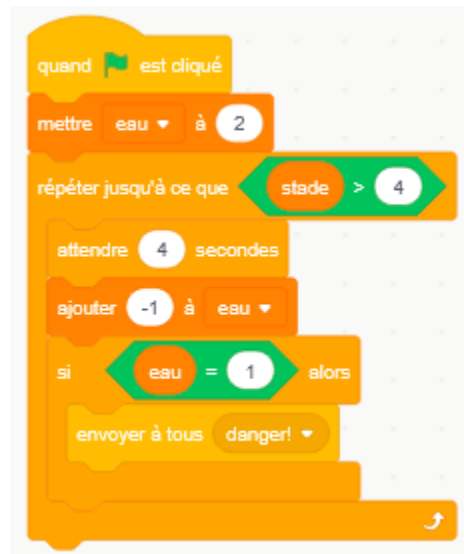 quand est cliqué
mettre eau à 2
répéter jusqu'à ce que stade > 4
attendre 4 secondes
ajouter -1 à eau
si eau = 1 alors
envoyer à tous danger!